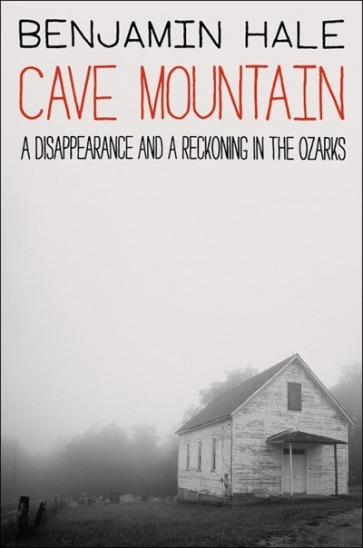 BENJAMIN HALE
CAVE MOUNTAIN
A DISAPPEARANCE AND A RECKONING IN THE OZARKS